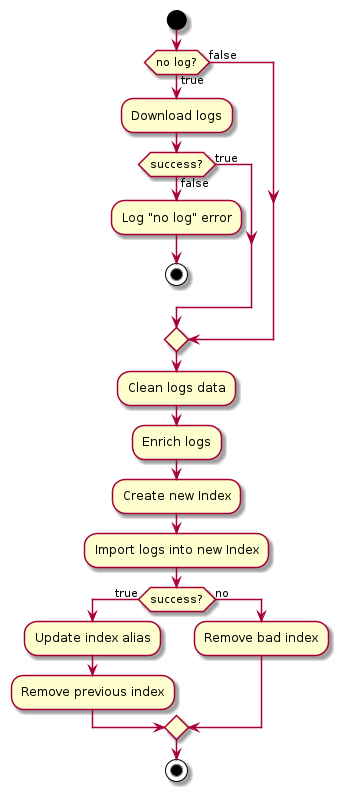 no log?
false
true
Download logs
success?
true
false
Log "no log" error
Clean logs data
Enrich logs
Create new Index
Import logs into new Index
true
success?
no
Update index alias
Remove bad index
Remove previous index